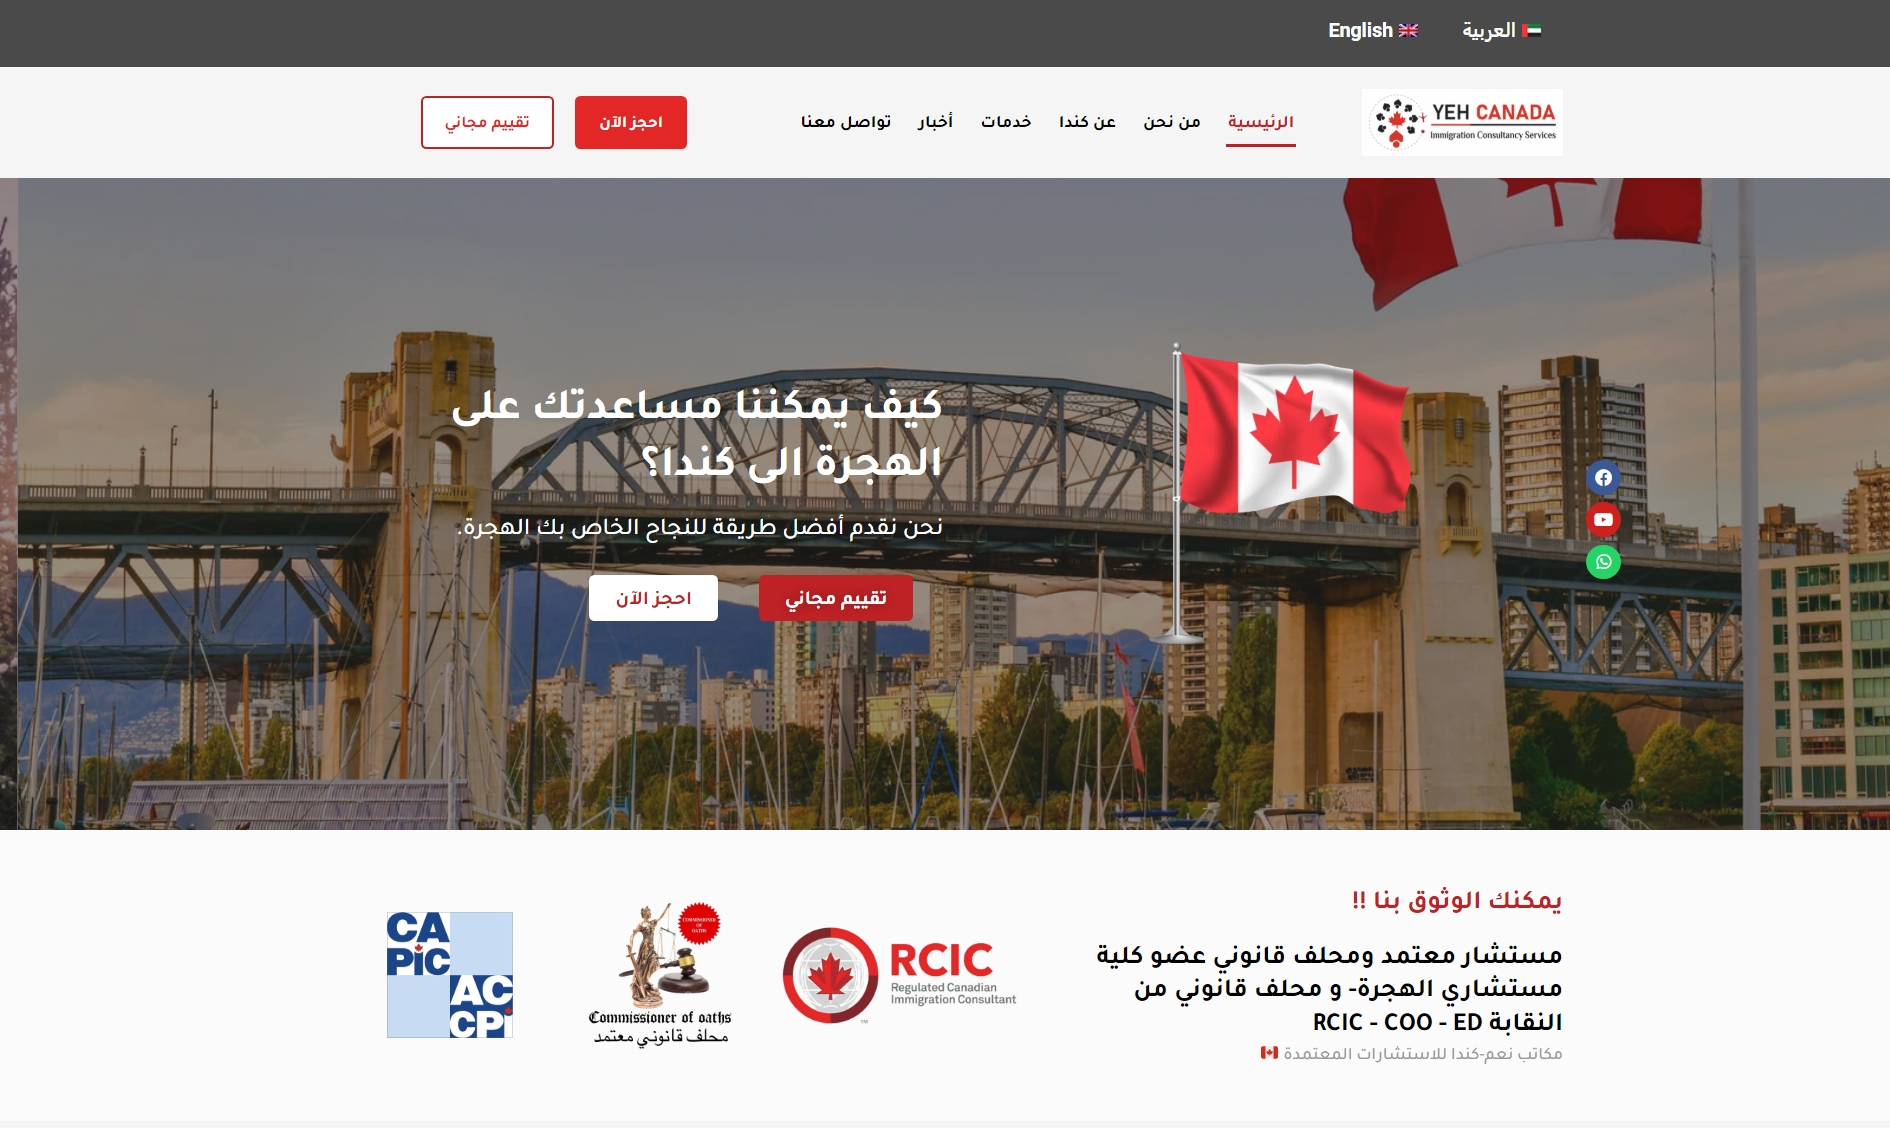 العربية
English
YEH CANADA
Immigration Consultancy Services
الرئيسية
من نحن
عن كندا
خدمات
أخبار
تواصل معنا
احجز الآن
تقييم مجاني
كيف يمكننا مساعدتك على
الهجرة الى كندا؟
نحن نقدم أفضل طريقة للنجاح الخاص بك الهجرة.
تقييم مجاني
احجز الآن
يمكنك الوثوق بنا !!
مستشار معتمد ومحلف قانوني عضو كلية
مستشاري الهجرة- و محلف قانوني من
النقابة RCIC - COO - ED
مكاتب نعم-كندا للاستشارات المعتمدة
RCIC
Regulated Canadian
Immigration Consultant
TM
COMMISSIONER
OF
OATHS
Commissioner of oaths
محلف قانوني معتمد
CA
PiC
AC
CPi